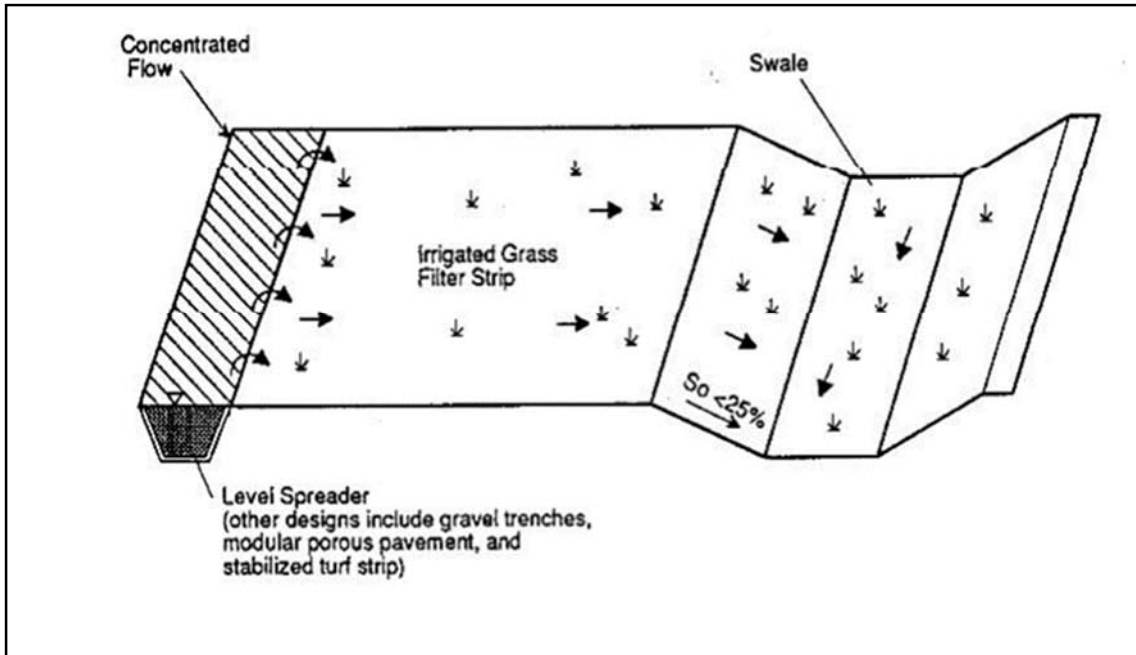 Concentrated
Flow
Swale
Irrigated Grass
Filter Strip
So <25%
Level Spreader
(other designs include gravel trenches,
modular porous pavement, and
stabilized turf strip)